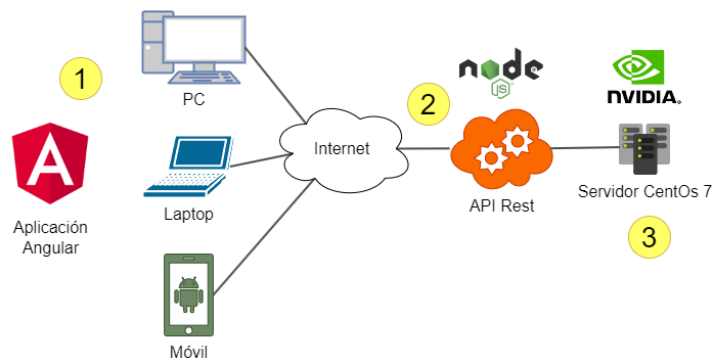 1
PC
A
Aplicación
Angular
Laptop
Móvil
Internet
2
node
JS
API Rest
NVIDIA.
Servidor CentOs 7
3